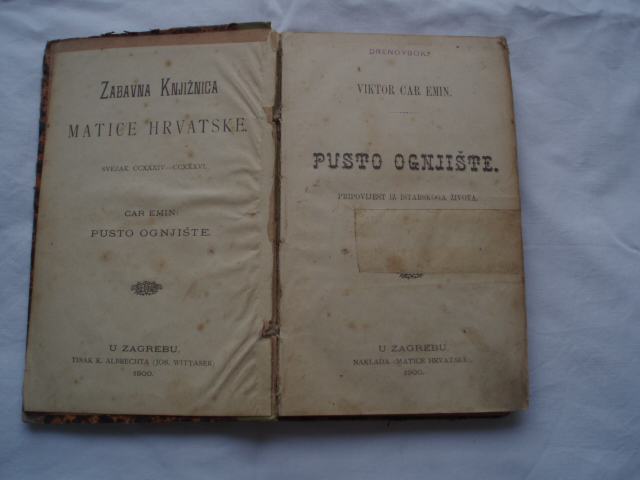 ZABAVNA KNJIŽNICA
MATICE HRVATSKE.
SVEZAK CCXXXIV—CCXXXVI.
CAR EMIN:
PUSTO OGNJIŠTE.
U ZAGREBU.
TISAK K. ALBRECHTA (JOS. WITTASEK)
1900.
VIKTOR CAR EMIN.
PUSTO OGNJIŠTE.
PRIPOVIJEST IZ ISTARSKOGA ŽIVOTA.
U ZAGREBU.
NAKLADA «MATICE HRVATSKE».
1900.